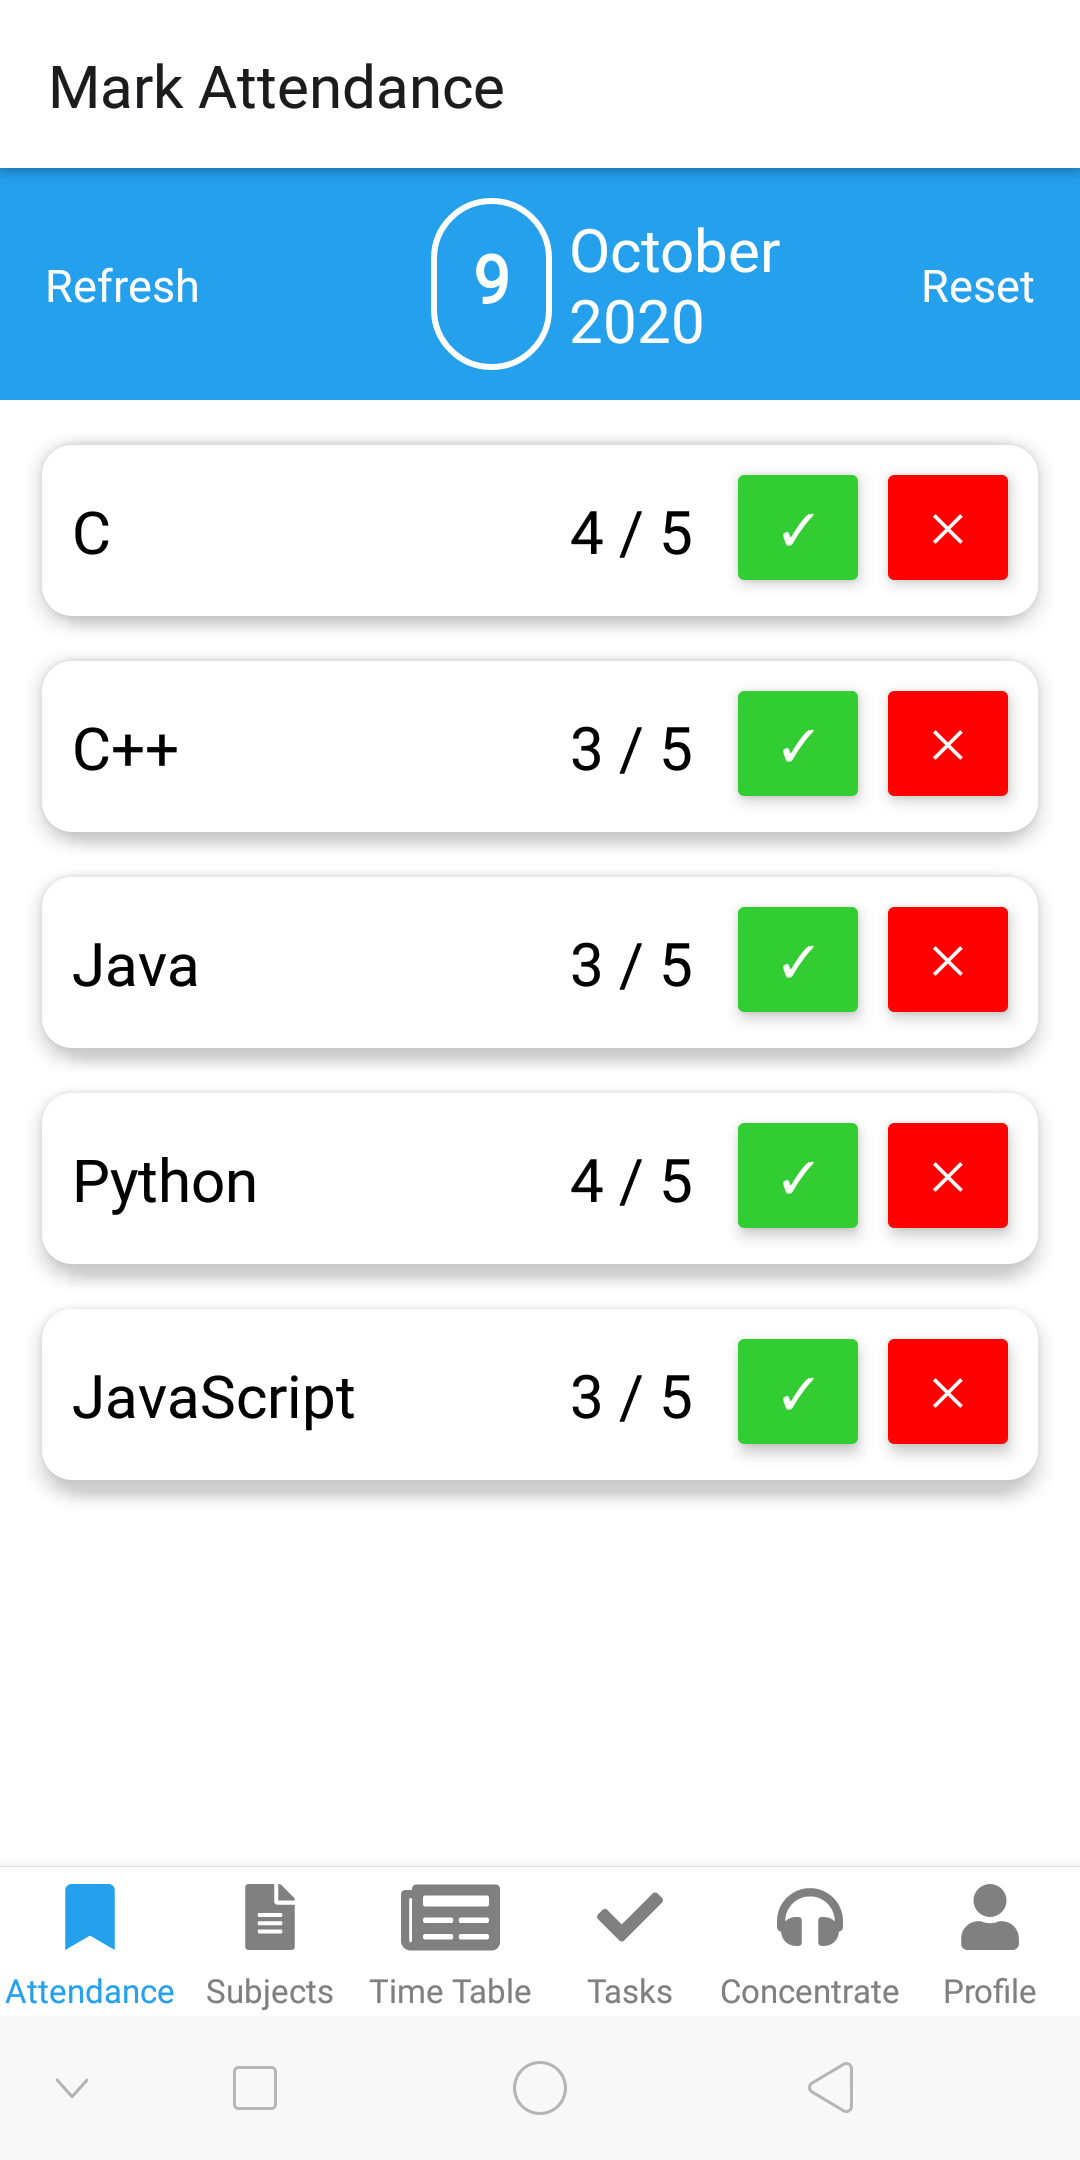 Mark Attendance
Refresh
9
October
2020
Reset
C 4 / 5 ✓ ×
C++ 3 / 5 ✓ ×
Java 3 / 5 ✓ ×
Python 4 / 5 ✓ ×
JavaScript 3 / 5 ✓ ×
Attendance Subjects Time Table Tasks Concentrate Profile